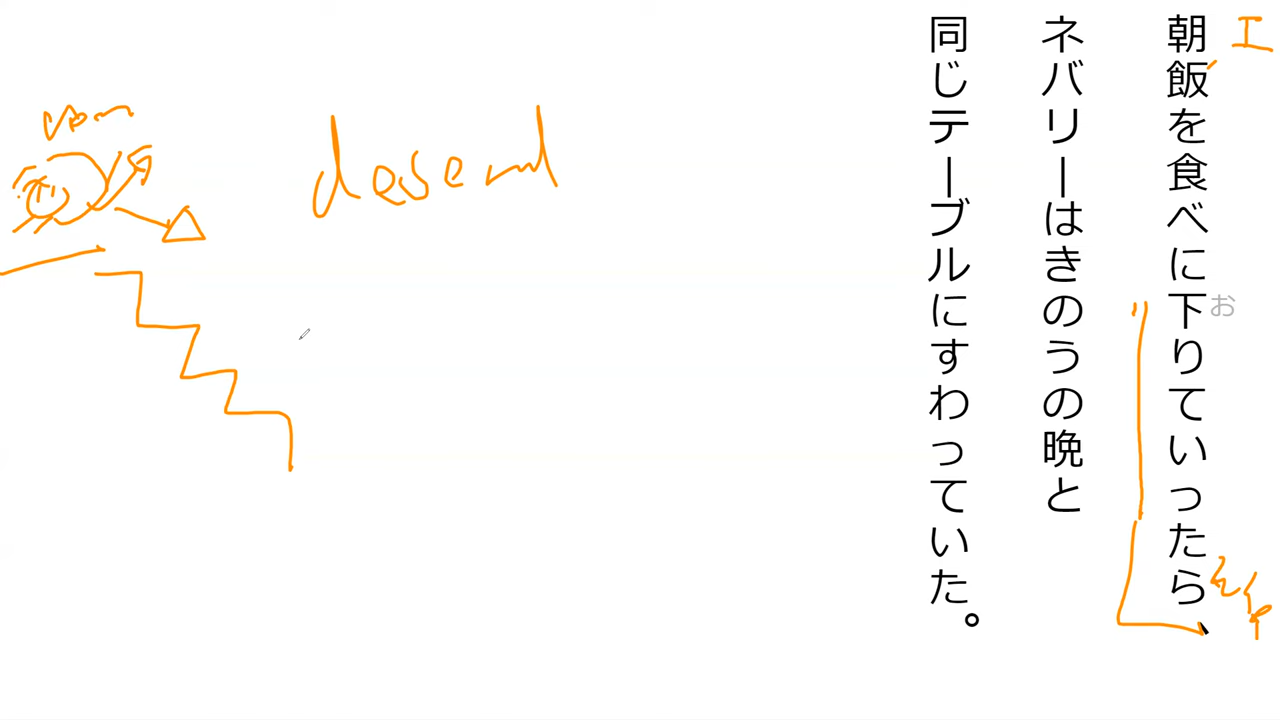 朝飯を食べに下りていったら
お
ネバリーはきのうの晩と
同じテーブルにすわっていた。